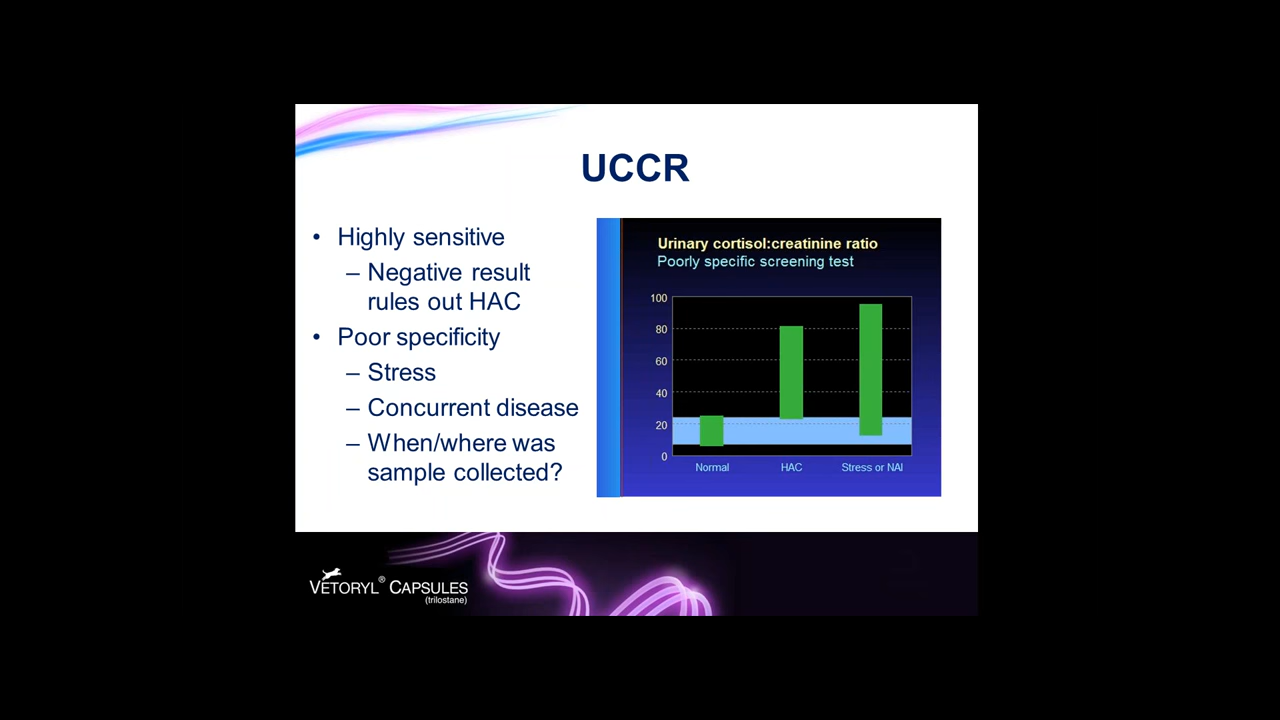 UCCR
• Highly sensitive
– Negative result
rules out HAC
• Poor specificity
– Stress
– Concurrent disease
– When/where was
sample collected?
Urinary cortisol:creatinine ratio
Poorly specific screening test
100
80
60
40
20
0
Normal HAC Stress or NAI
VETORYL® CAPSULES
(trilostane)